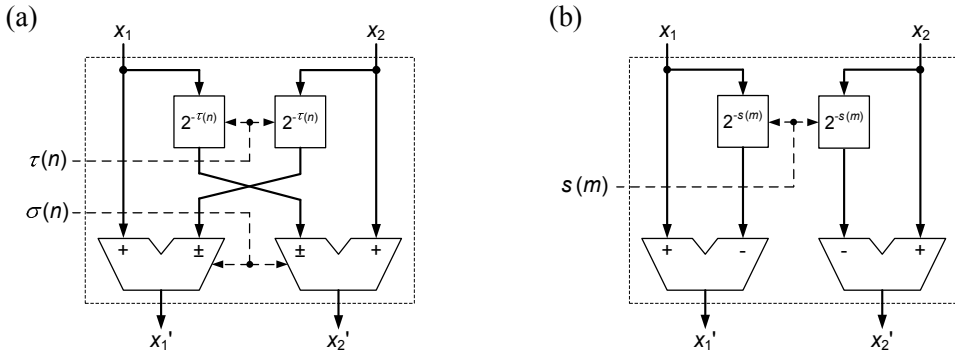 (a)
x₁ x₂
2^-τ(n) 2^-τ(n)
τ(n)
σ(n)
+ ± ± +
x₁' x₂'
(b)
x₁ x₂
2^-s(m) 2^-s(m)
s(m)
+ - - +
x₁' x₂'